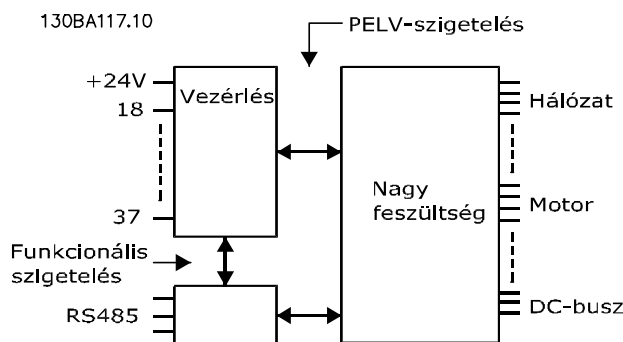 130BA117.10
PELV-szigetelés
+24V
Vezérlés
18
Hálózat
Nagy
feszültség
Motor
37
Funkcionális
szigetelés
RS485
DC-busz